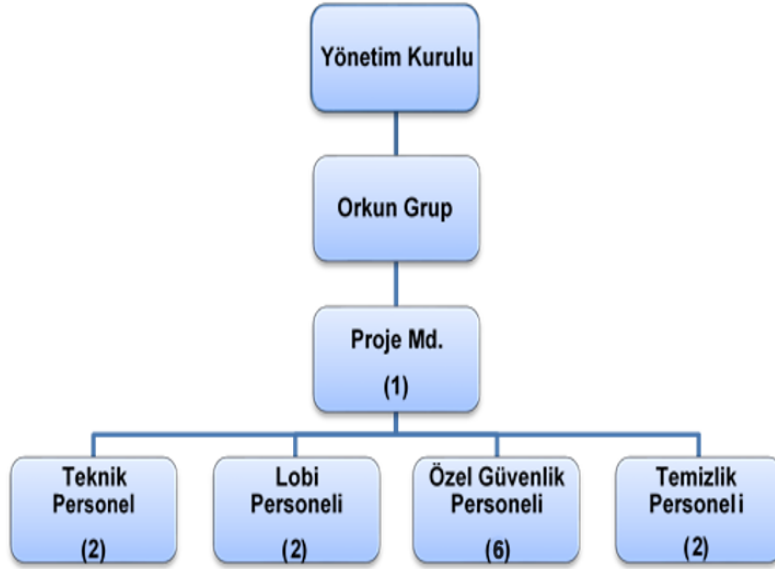 Yönetim Kurulu
Orkun Grup
Proje Md.
(1)
Teknik
Personel
(2)
Lobi
Personeli
(2)
Özel Güvenlik
Personeli
(6)
Temizlik
Personeli
(2)